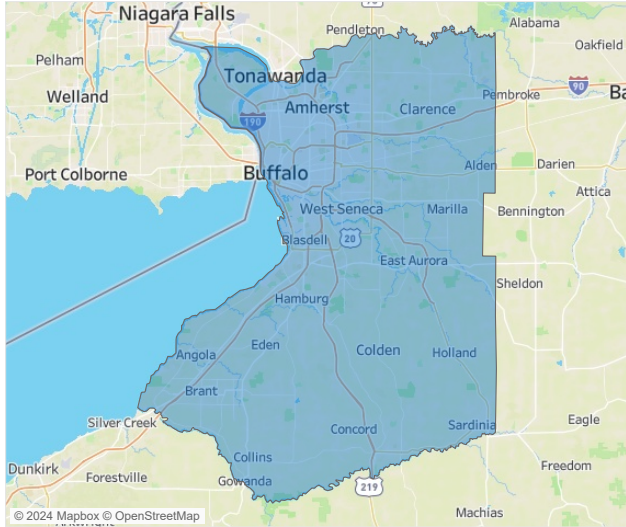 90
Niagara Falls
Alabama
Pendleton
Oakfield
Pelham
Tonawanda
Welland
Pembroke
90
Ba
Amherst
Clarence
190
Port Colborne
Buffalo
Alden
Darien
Attica
West Seneca
Marilla
Bennington
Blasdell
20
East Aurora
Sheldon
Hamburg
Eden
Angola
Colden
Holland
Brant
Silver Creek
Concord
Sardinia
Eagle
Collins
Dunkirk
Forestville
Gowanda
219
Freedom
Machias
© 2024 Mapbox © OpenStreetMap